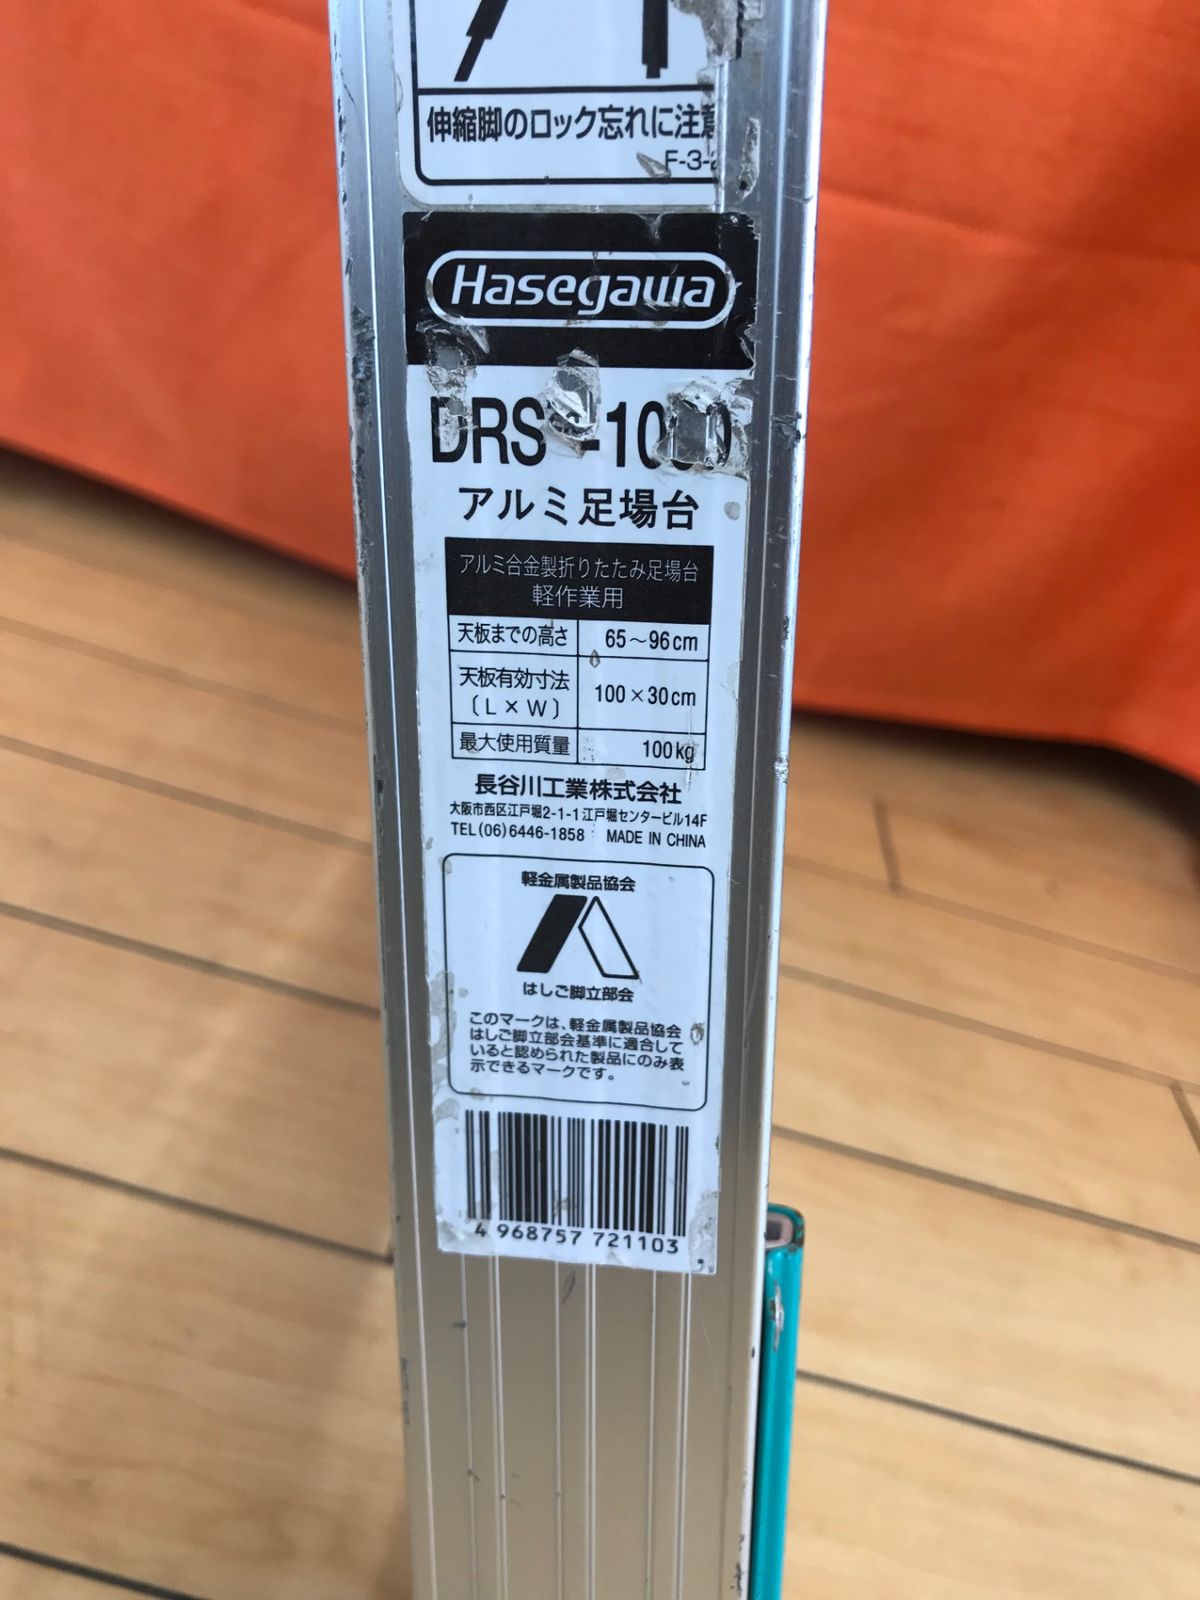 伸縮脚のロック忘れに注意
F-3-
Hasegawa
アルミ足場台
アルミ合金製折りたたみ足場台
軽作業用
天板までの高さ 65～96cm
天板有効寸法 100×30cm
〔L×W〕
最大使用質量 100kg
長谷川工業株式会社
大阪市西区江戸堀2-1-1江戸堀センタービル14F
TEL(06)6446-1858 MADE IN CHINA
軽金属製品協会
はしご脚立部会
このマークは、軽金属製品協会
はしご脚立部会基準に適合して
いると認められた製品にのみ表
示できるマークです。
4 968757 721103